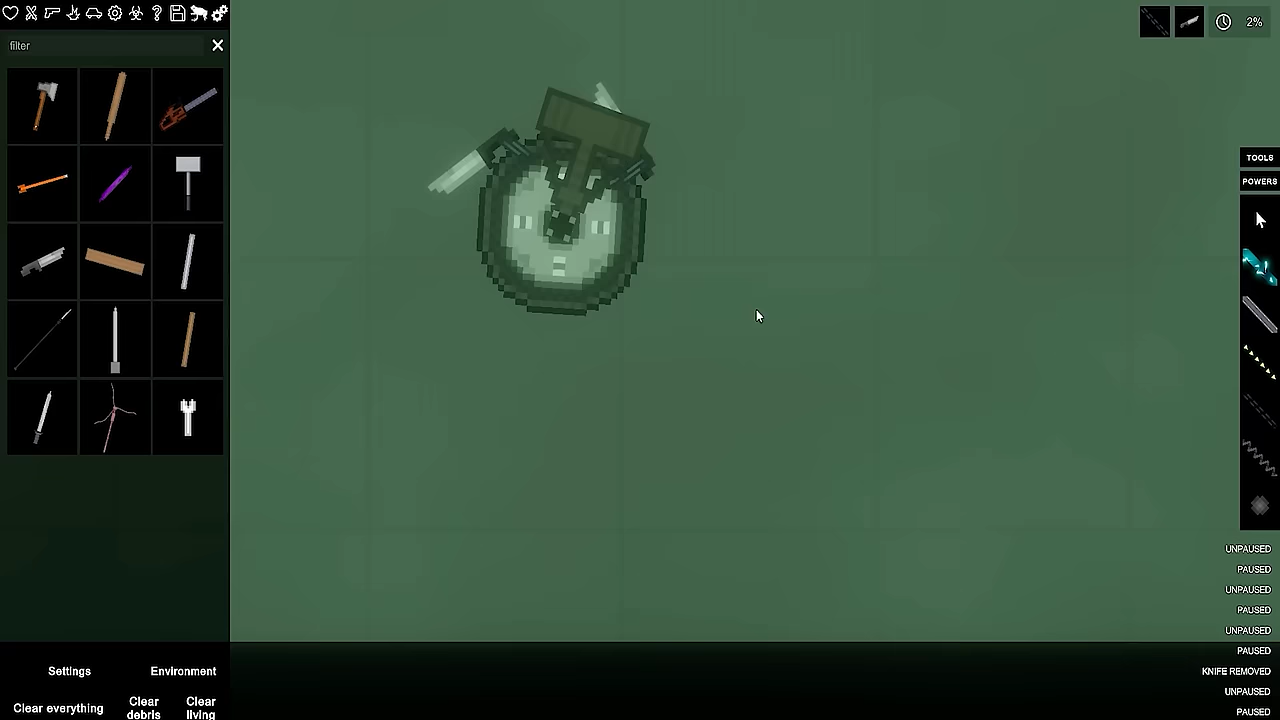 filter
2%
TOOLS
POWERS
UNPAUSED
PAUSED
UNPAUSED
PAUSED
UNPAUSED
PAUSED
KNIFE REMOVED
UNPAUSED
PAUSED
Settings
Environment
Clear everything
Clear debris
Clear living